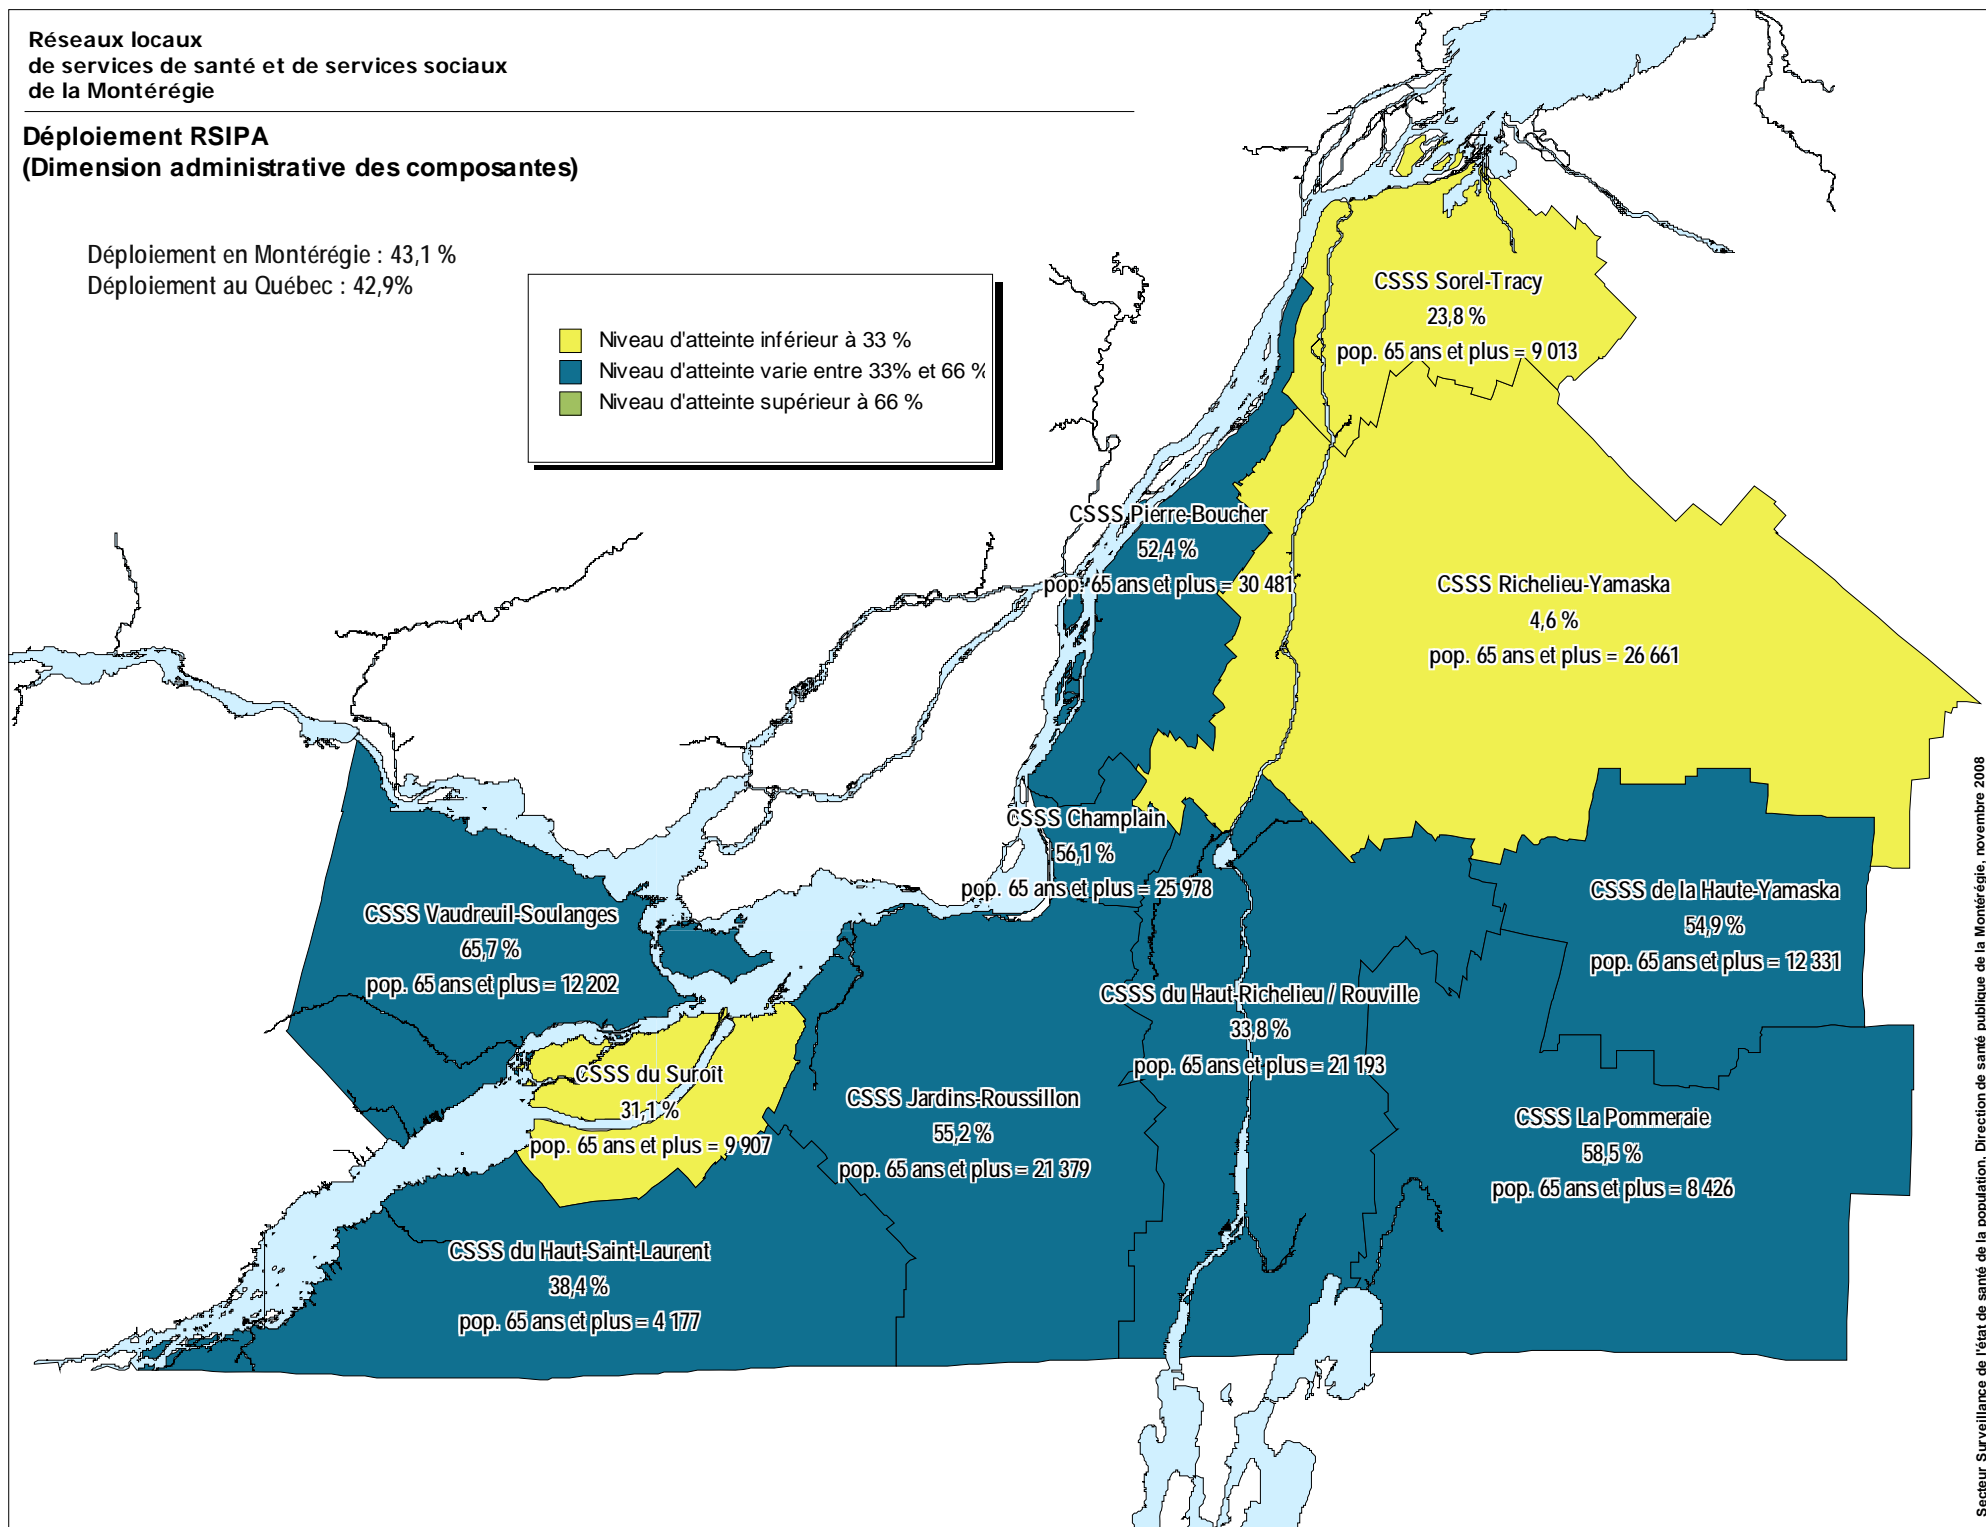 Réseaux locaux
de services de santé et de services sociaux
de la Montérégie
Déploiement RSIPA
(Dimension administrative des composantes)
Déploiement en Montérégie : 43,1 %
Déploiement au Québec : 42,9%
Niveau d'atteinte inférieur à 33 %
Niveau d'atteinte varie entre 33% et 66 %
Niveau d'atteinte supérieur à 66 %
CSSS Sorel-Tracy
23,8 %
pop. 65 ans et plus = 9 013
CSSS Pierre-Boucher
52,4 %
pop. 65 ans et plus = 30 481
CSSS Richelieu-Yamaska
4,6 %
pop. 65 ans et plus = 26 661
CSSS Champlain
56,1 %
pop. 65 ans et plus = 25 978
CSSS de la Haute-Yamaska
54,9 %
pop. 65 ans et plus = 12 331
CSSS Vaudreuil-Soulanges
65,7 %
pop. 65 ans et plus = 12 202
CSSS du Haut-Richelieu / Rouville
33,8 %
pop. 65 ans et plus = 21 193
CSSS du Suroît
31,1 %
pop. 65 ans et plus = 9 907
CSSS Jardins-Roussillon
55,2 %
pop. 65 ans et plus = 21 379
CSSS La Pommeraie
58,5 %
pop. 65 ans et plus = 8 426
CSSS du Haut-Saint-Laurent
38,4 %
pop. 65 ans et plus = 4 177
Secteur Surveillance de l'état de santé de la population, Direction de santé publique de la Montérégie, novembre 2008